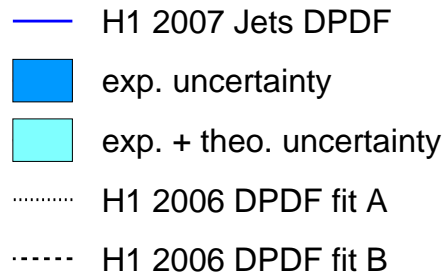 H1 2007 Jets DPDF
exp. uncertainty
exp. + theo. uncertainty
H1 2006 DPDF fit A
H1 2006 DPDF fit B